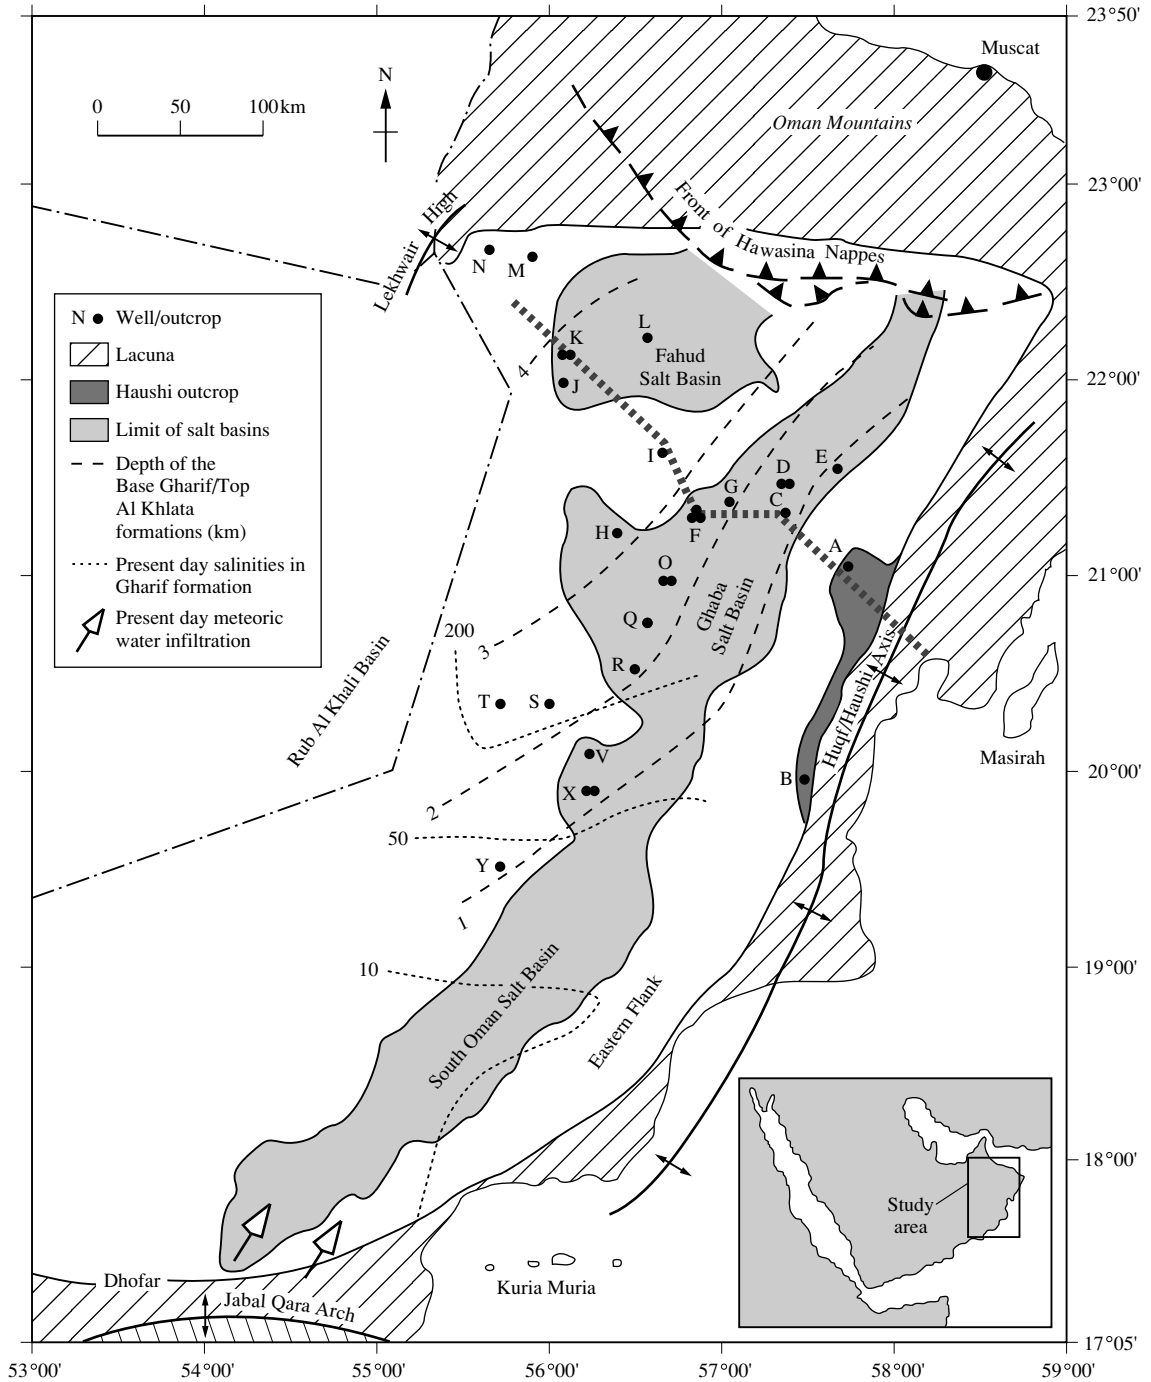 23°50'
Muscat
N
0 50 100km
Oman Mountains
23°00'
Front of Hawasina Nappes
Lekhwair High
N
M
N Well/outcrop
Lacuna
Haushi outcrop
Limit of salt basins
Depth of the
Base Gharif/Top
Al Khlata
formations (km)
Present day salinities in
Gharif formation
Present day meteoric
water infiltration
K
L
Fahud
Salt Basin
J
4
22°00'
I
E
D
G
C
F
H
A
O
21°00'
Ghaba
Salt Basin
Q
200
3
R
Rub Al Khali Basin
T
S
Huqf/Haushi Axis
Masirah
V
B
20°00'
X
2
50
Y
1
10
19°00'
South Oman Salt Basin
Eastern Flank
18°00'
Study
area
Kuria Muria
Dhofar
Jabal Qara Arch
17°05'
53°00' 54°00' 55°00' 56°00' 57°00' 58°00' 59°00'